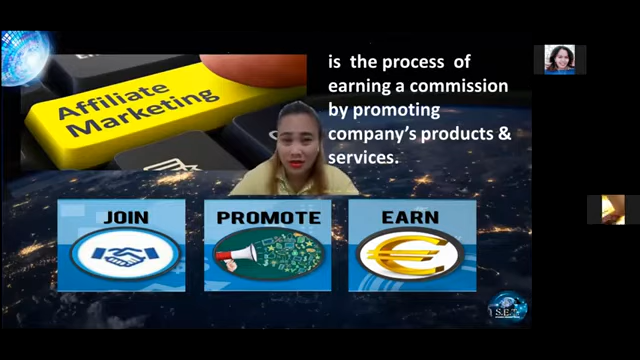 Affiliate
Marketing
is the process of
earning a commission
by promoting
company's products &
services.
JOIN
PROMOTE
EARN